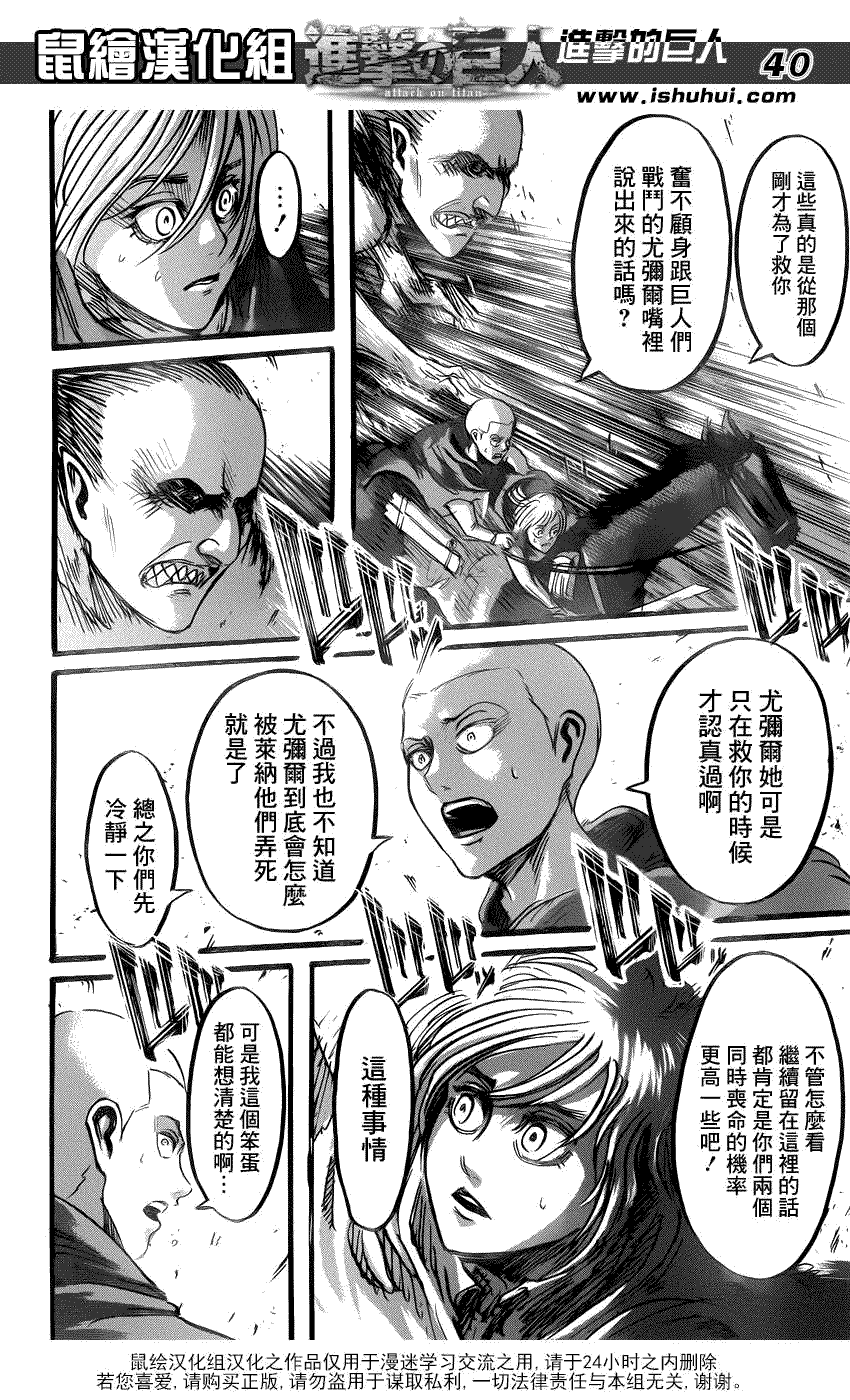 鼠繪漢化組
進撃の巨人
attack on titan
進擊的巨人
40
www.ishuhui.com
這些真的是從那個
剛才為了救你
奮不顧身跟巨人們
戰鬥的尤彌爾嘴裡
說出來的話嗎？
…！
尤彌爾她可是
只在救你的時候
才認真過啊
不過我也不知道
尤彌爾到底會怎麼
被萊納他們弄死
就是了
總之你們先
冷靜一下
不管怎麼看
繼續留在這裡的話
都肯定是你們兩個
同時喪命的機率
更高一些吧！
這種事情
可是我這個笨蛋
都能想清楚的啊…
鼠绘汉化组汉化之作品仅用于漫迷学习交流之用，请于24小时之内删除
若您喜爱，请购买正版，请勿盗用于谋取私利，一切法律责任与本组无关，谢谢。